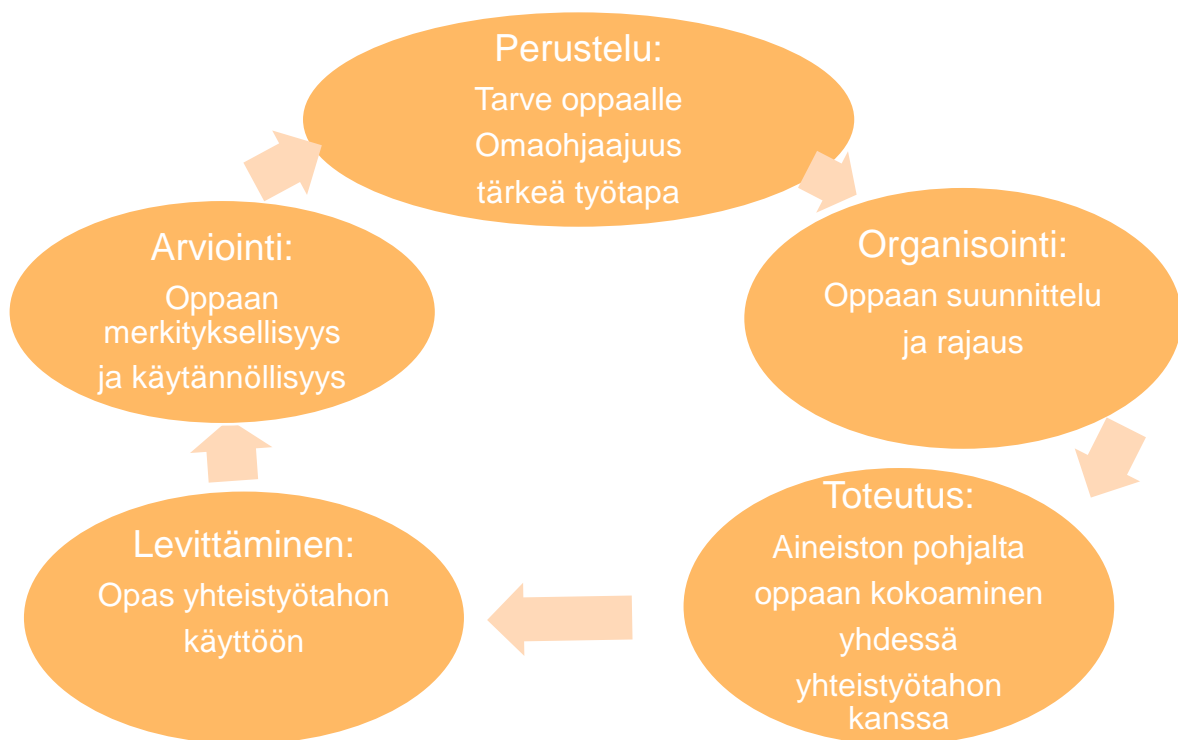 Perustelu:
Tarve oppaalle
Omaohjaajuus
tärkeä työtapa
Organisointi:
Oppaan suunnittelu
ja rajaus
Toteutus:
Aineiston pohjalta
oppaan kokoaminen
yhdessä
yhteistyötahon
kanssa
Levittäminen:
Opas yhteistyötahon
käyttöön
Arviointi:
Oppaan
merkityksellisyys
ja käytännöllisyys